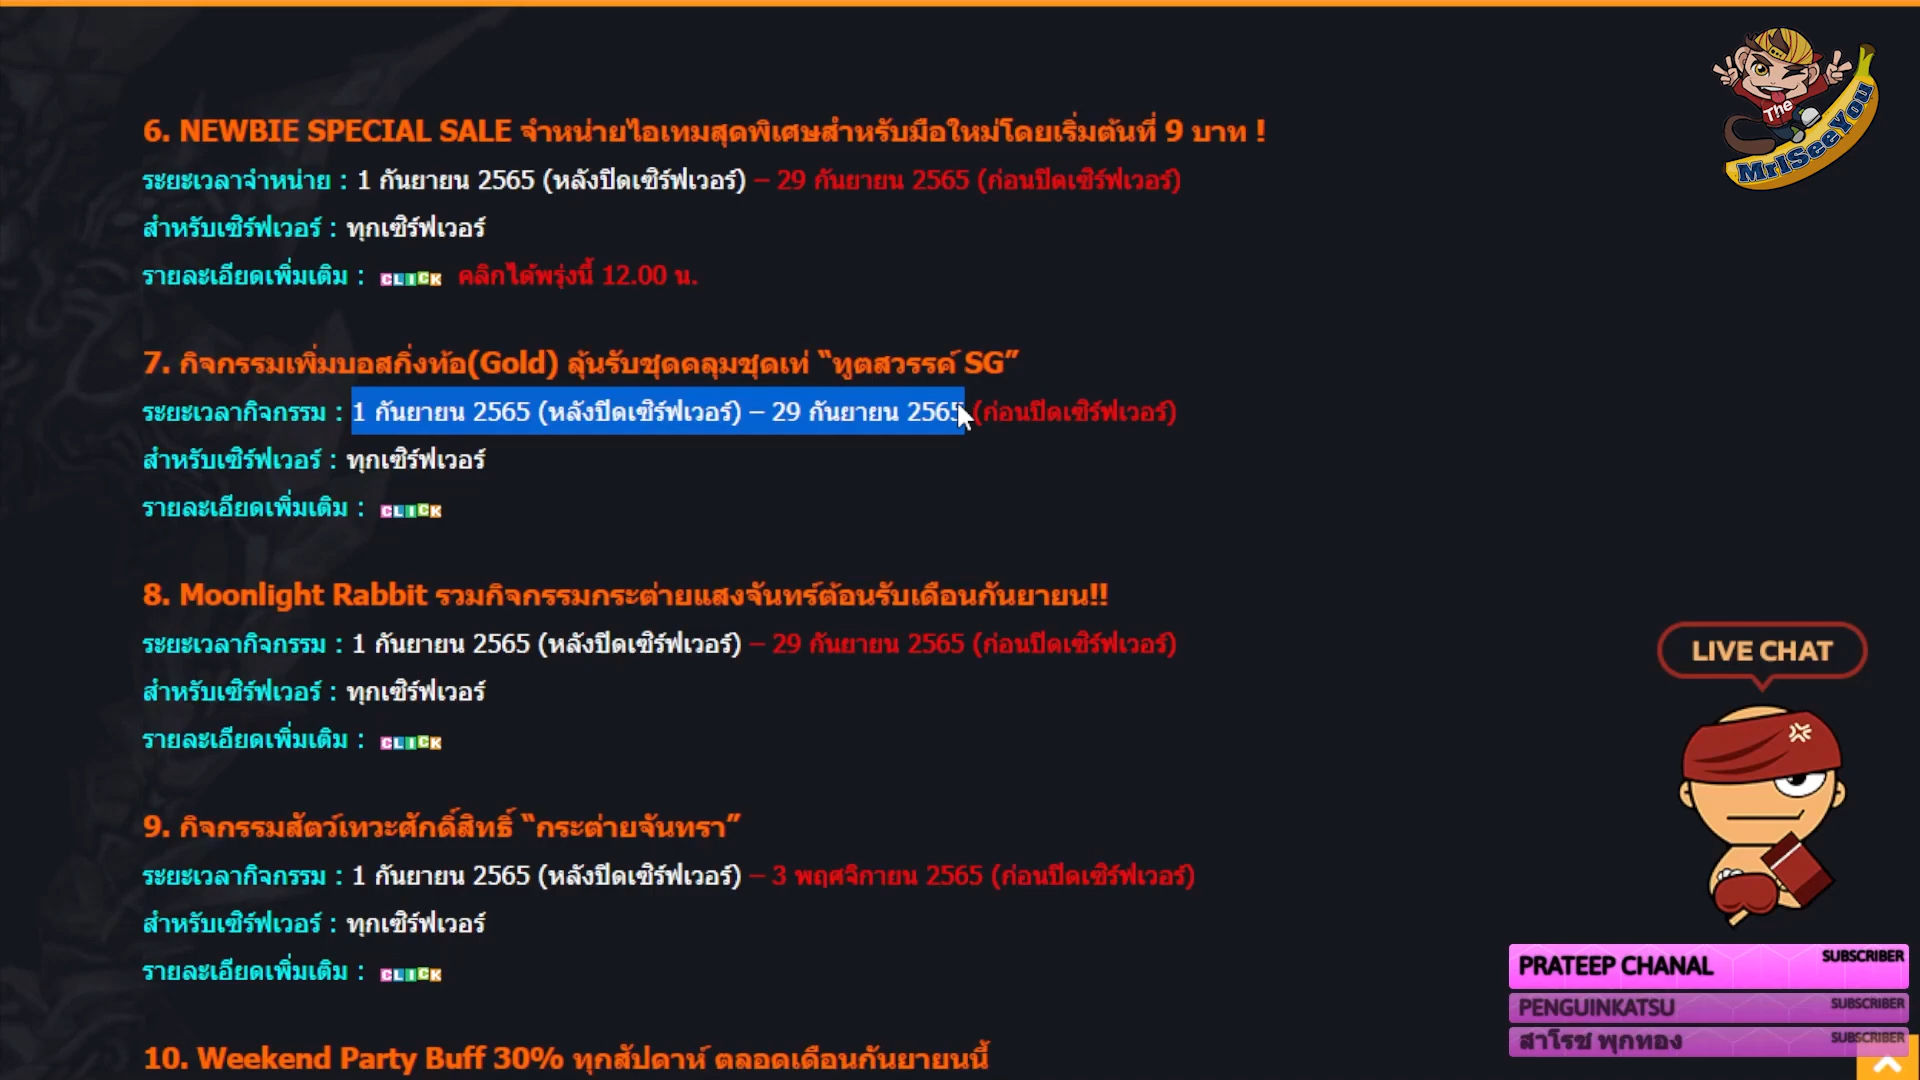 6. NEWBIE SPECIAL SALE จำหน่ายไอเทมสุดพิเศษสำหรับมือใหม่โดยเริ่มต้นที่ 9 บาท !
ระยะเวลาจำหน่าย : 1 กันยายน 2565 (หลังปิดเซิร์ฟเวอร์) – 29 กันยายน 2565 (ก่อนปิดเซิร์ฟเวอร์)
สำหรับเซิร์ฟเวอร์ : ทุกเซิร์ฟเวอร์
รายละเอียดเพิ่มเติม : CLICK คลิกได้พรุ่งนี้ 12.00 น.
7. กิจกรรมเพิ่มบอสกิ่งท้อ(Gold) ลุ้นรับชุดคลุมชุดเท่ “ทูตสวรรค์ SG”
ระยะเวลากิจกรรม : 1 กันยายน 2565 (หลังปิดเซิร์ฟเวอร์) – 29 กันยายน 2565 (ก่อนปิดเซิร์ฟเวอร์)
สำหรับเซิร์ฟเวอร์ : ทุกเซิร์ฟเวอร์
รายละเอียดเพิ่มเติม : CLICK
8. Moonlight Rabbit รวมกิจกรรมกระต่ายแสงจันทร์ต้อนรับเดือนกันยายน!!
ระยะเวลากิจกรรม : 1 กันยายน 2565 (หลังปิดเซิร์ฟเวอร์) – 29 กันยายน 2565 (ก่อนปิดเซิร์ฟเวอร์)
สำหรับเซิร์ฟเวอร์ : ทุกเซิร์ฟเวอร์
รายละเอียดเพิ่มเติม : CLICK
9. กิจกรรมสัตว์เทวะศักดิ์สิทธิ์ “กระต่ายจันทรา”
ระยะเวลากิจกรรม : 1 กันยายน 2565 (หลังปิดเซิร์ฟเวอร์) – 3 พฤศจิกายน 2565 (ก่อนปิดเซิร์ฟเวอร์)
สำหรับเซิร์ฟเวอร์ : ทุกเซิร์ฟเวอร์
รายละเอียดเพิ่มเติม : CLICK
10. Weekend Party Buff 30% ทุกสัปดาห์ ตลอดเดือนกันยายนนี้
The
MrISeeYou
LIVE CHAT
PRATEEP CHANAL SUBSCRIBER
PENGUINKATSU SUBSCRIBER
สาโรช พุกทอง SUBSCRIBER